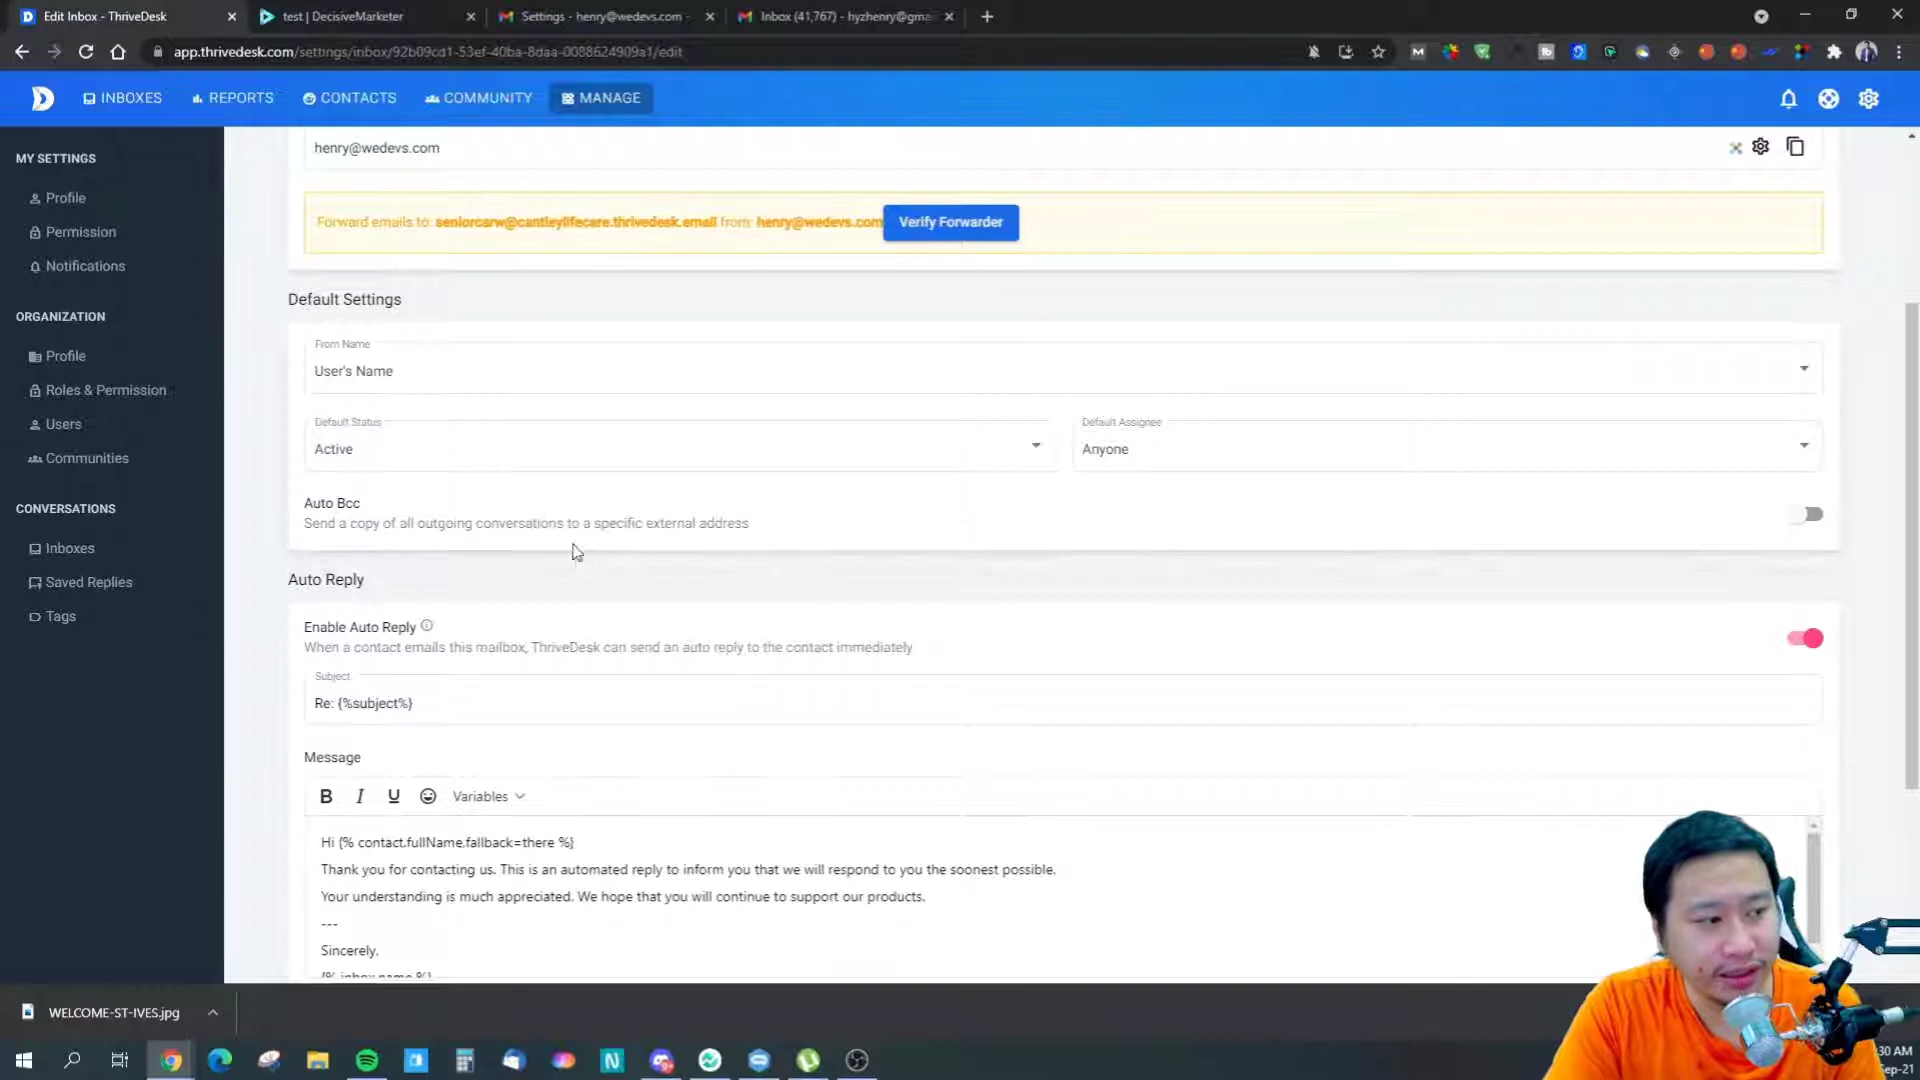 Edit Inbox - ThriveDesk
test | DecisiveMarketer
Settings - henry@wedevs.com -
Inbox (41,767) - hyzhenry@gma
app.thrivedesk.com/settings/inbox/92b09cd1-53ef-40ba-8daa-0088624909a1/edit
INBOXES
REPORTS
CONTACTS
COMMUNITY
MANAGE
MY SETTINGS
Profile
Permission
Notifications
ORGANIZATION
Profile
Roles & Permission
Users
Communities
CONVERSATIONS
Inboxes
Saved Replies
Tags
henry@wedevs.com
Forward emails to: seniorcarw@cantleylifecare.thrivedesk.email from: henry@wedevs.com
Verify Forwarder
Default Settings
From Name
User's Name
Default Status
Active
Default Assignee
Anyone
Auto Bcc
Send a copy of all outgoing conversations to a specific external address
Auto Reply
Enable Auto Reply
When a contact emails this mailbox, ThriveDesk can send an auto reply to the contact immediately
Subject
Re: {%subject%}
Message
B I U Variables
Hi {% contact.fullName,fallback=there %}
Thank you for contacting us. This is an automated reply to inform you that we will respond to you the soonest possible.
Your understanding is much appreciated. We hope that you will continue to support our products.
---
Sincerely,
{% inbox.name %}
WELCOME-ST-IVES.jpg
30 AM
ep-21